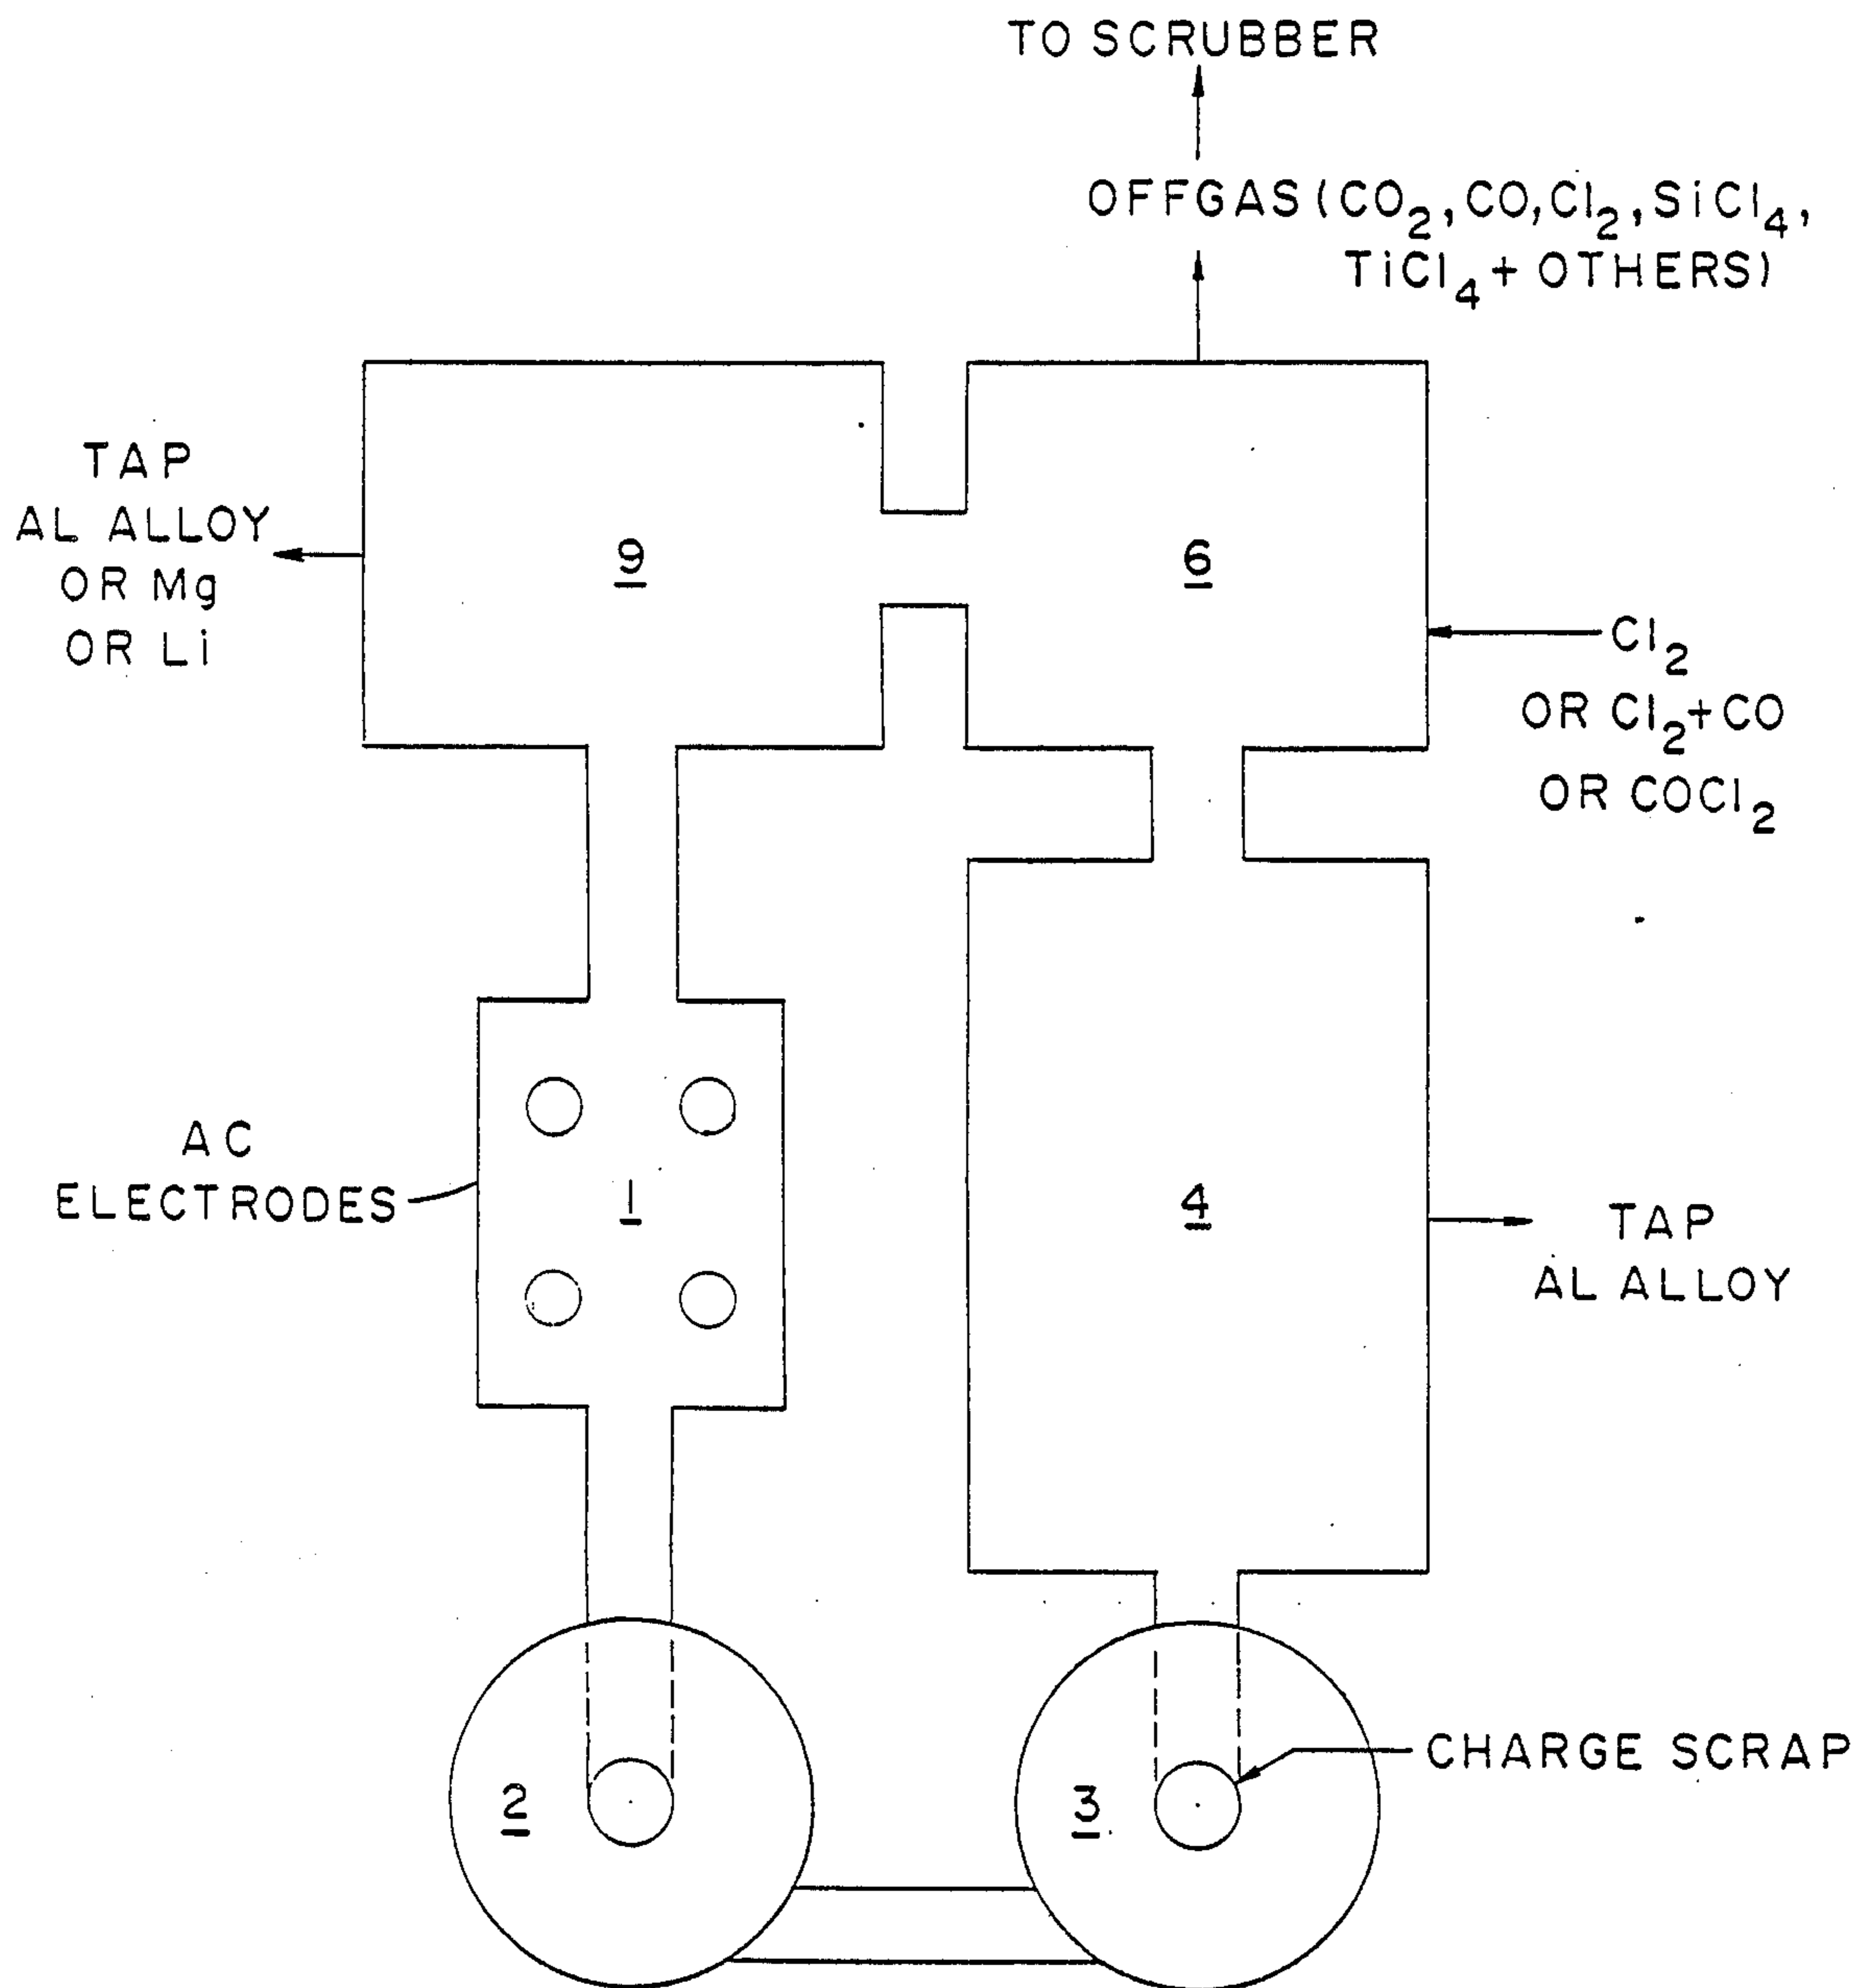 TO SCRUBBER
OFFGAS (CO₂, CO, Cl₂, SiCl₄,
TiCl₄ + OTHERS)
TAP
AL ALLOY
OR Mg
OR Li
9
6
Cl₂
OR Cl₂+CO
OR COCl₂
AC
ELECTRODES
1
4
TAP
AL ALLOY
CHARGE SCRAP
2
3